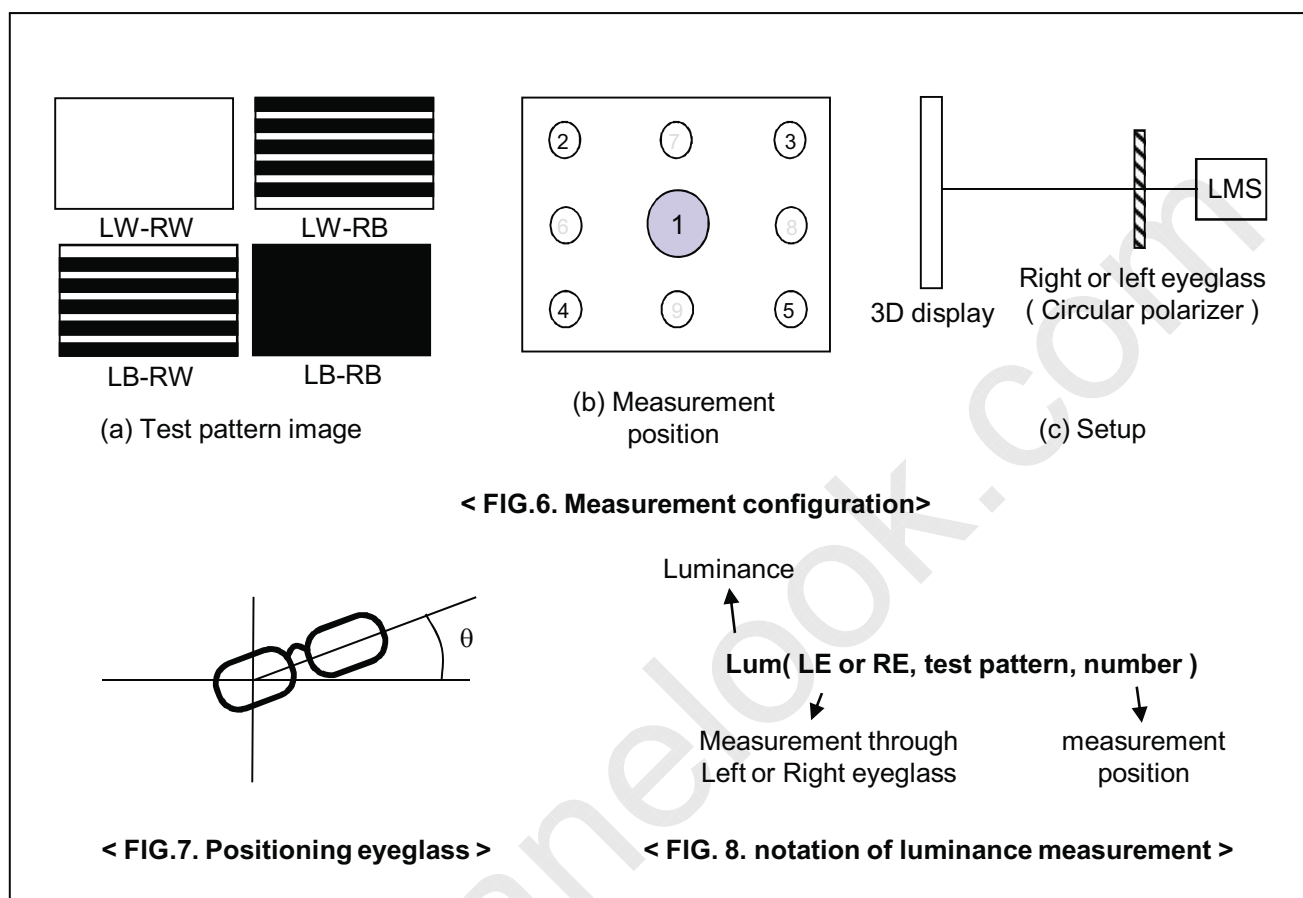 LW-RW
LW-RB
LB-RW
LB-RB
(a) Test pattern image
2
7
3
6
1
8
4
9
5
(b) Measurement
position
LMS
3D display
Right or left eyeglass
( Circular polarizer )
(c) Setup
< FIG.6. Measurement configuration>
θ
< FIG.7. Positioning eyeglass >
Luminance
Lum( LE or RE, test pattern, number )
Measurement through
Left or Right eyeglass
measurement
position
< FIG. 8. notation of luminance measurement >
nelook.com